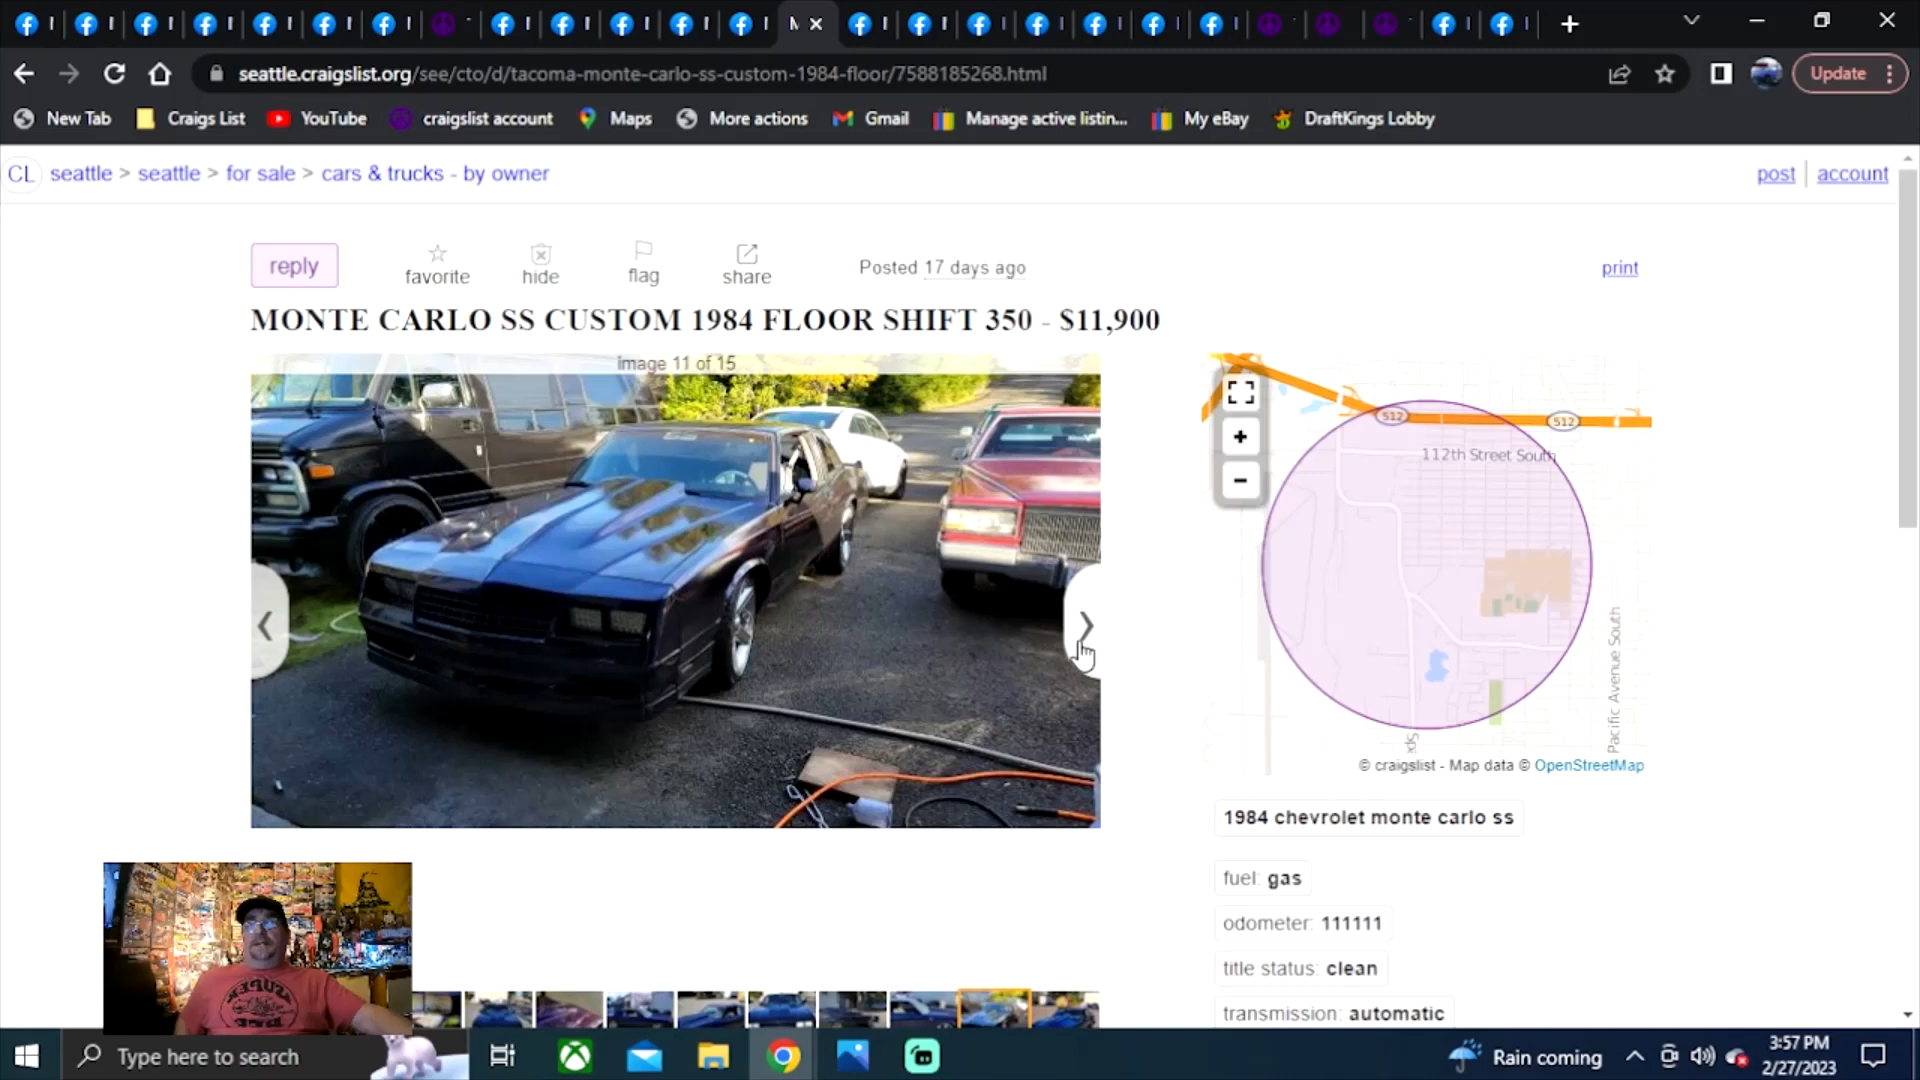 seattle.craigslist.org/see/cto/d/tacoma-monte-carlo-ss-custom-1984-floor/7588185268.html
Update
New Tab
Craigs List
YouTube
craigslist account
Maps
More actions
Gmail
Manage active listin...
My eBay
DraftKings Lobby
CL seattle > seattle > for sale > cars & trucks - by owner
post
account
reply
favorite
hide
flag
share
Posted 17 days ago
print
MONTE CARLO SS CUSTOM 1984 FLOOR SHIFT 350 - $11,900
image 11 of 15
512
512
112th Street South
Pacific Avenue South
© craigslist - Map data © OpenStreetMap
1984 chevrolet monte carlo ss
fuel: gas
odometer: 111111
title status: clean
transmission: automatic
Type here to search
Rain coming
3:57 PM
2/27/2023